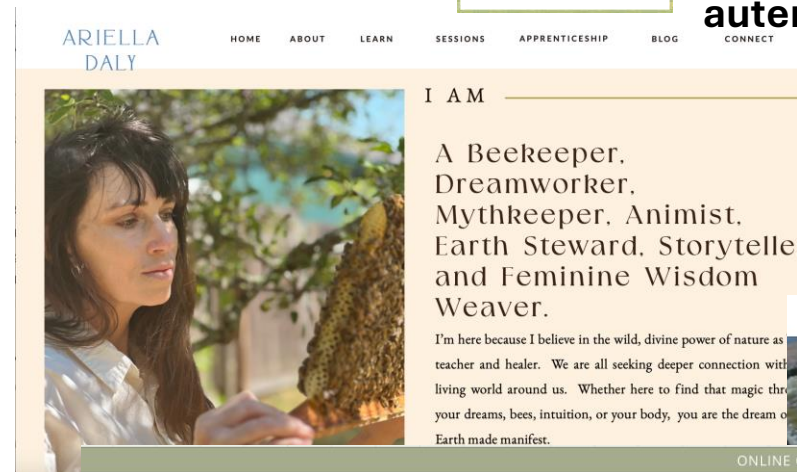 auter
ARIELLA
DALY
HOME ABOUT LEARN SESSIONS APPRENTICESHIP BLOG CONNECT
I AM
A Beekeeper,
Dreamworker,
Mythkeeper, Animist,
Earth Steward, Storytelle
and Feminine Wisdom
Weaver.
I'm here because I believe in the wild, divine power of nature as
teacher and healer. We are all seeking deeper connection with
living world around us. Whether here to find that magic thr
your dreams, bees, intuition, or your body, you are the dream o
Earth made manifest.
ONLINE